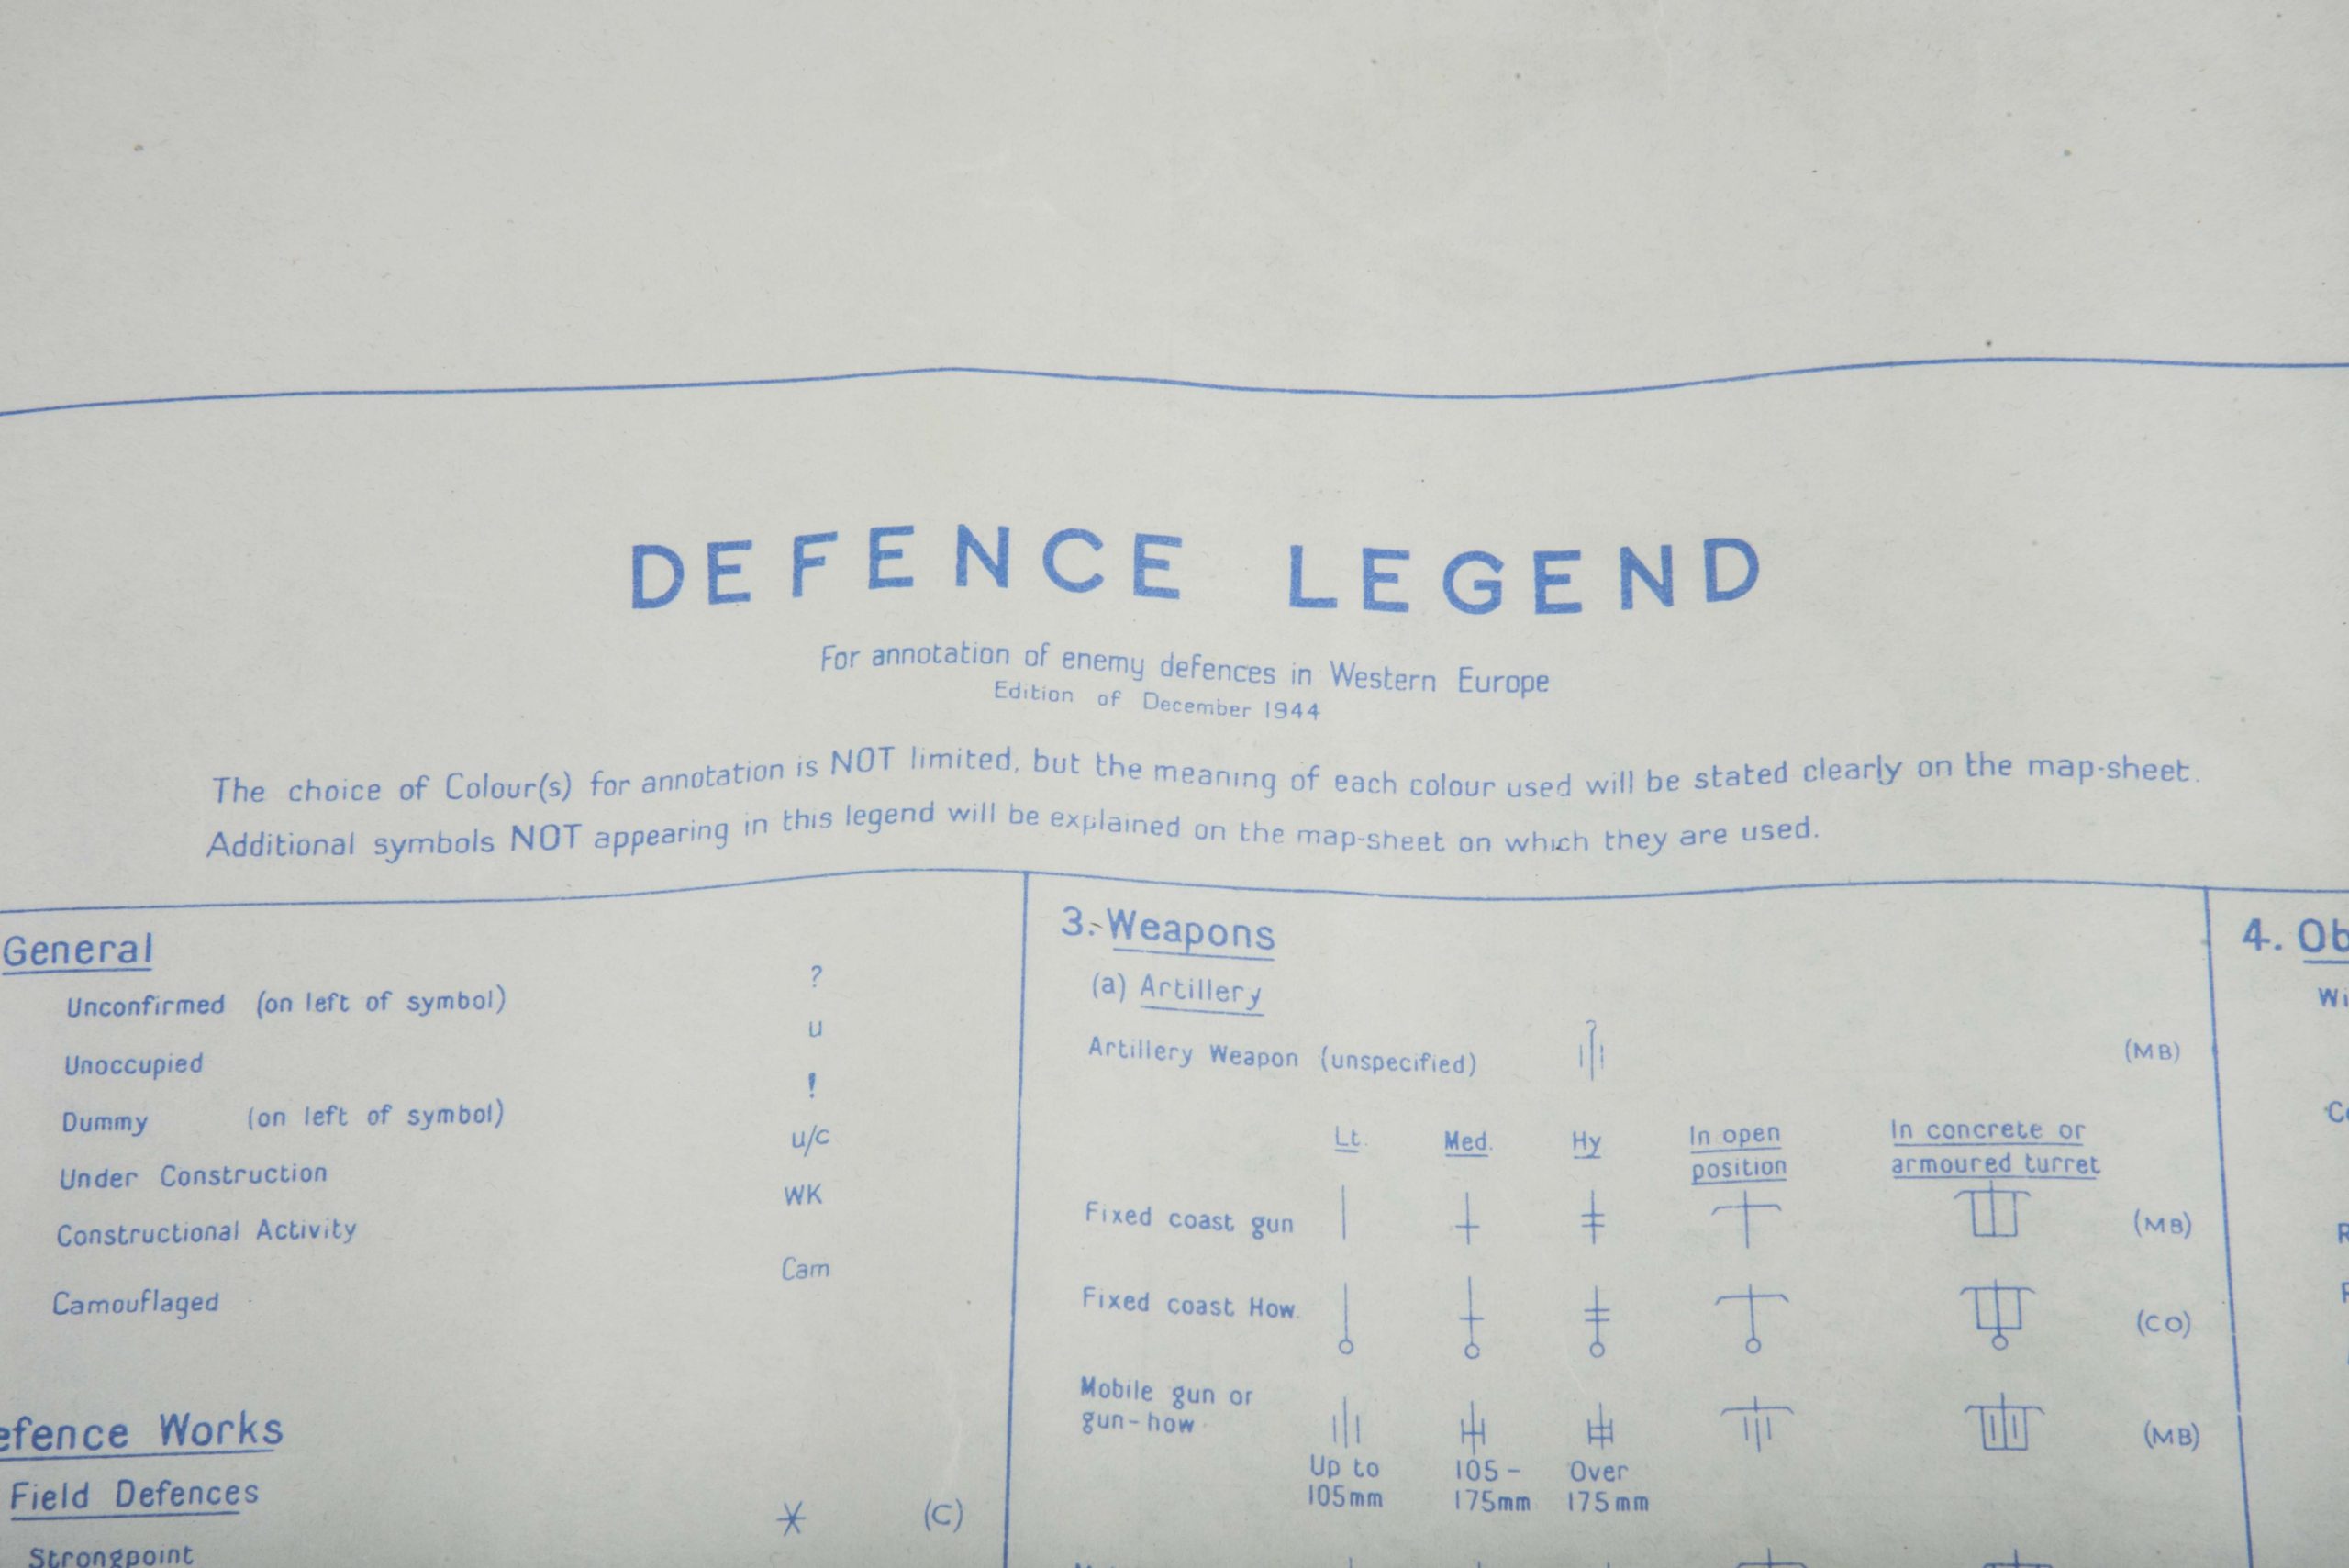 DEFENCE LEGEND
For annotation of enemy defences in Western Europe
Edition of December 1944
The choice of Colour(s) for annotation is NOT limited, but the meaning of each colour used will be stated clearly on the map-sheet.
Additional symbols NOT appearing in this legend will be explained on the map-sheet on which they are used.
General
Unconfirmed (on left of symbol) ?
Unoccupied u
Dummy (on left of symbol) !
Under Construction u/c
Constructional Activity WK
Camouflaged Cam
efence Works
Field Defences
Strongpoint (C)
3. Weapons
(a) Artillery
Artillery Weapon (unspecified) (MB)
Lt. Med. Hy In open position In concrete or armoured turret
Fixed coast gun (MB)
Fixed coast How. (CO)
Mobile gun or
gun-how (MB)
Up to 105mm 105-175mm Over 175mm
4. Ob
Wi